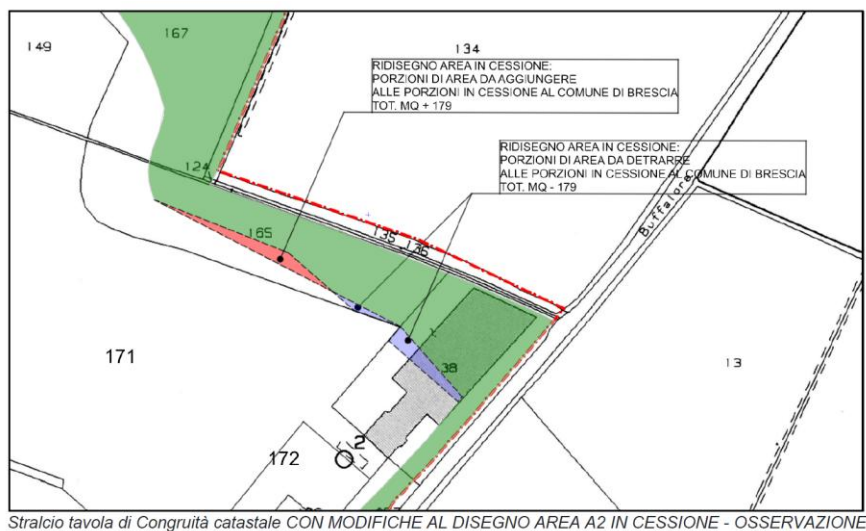 167
149
134
RIDISEGNO AREA IN CESSIONE:
PORZIONI DI AREA DA AGGIUNGERE
ALLE PORZIONI IN CESSIONE AL COMUNE DI BRESCIA
TOT. MQ + 179
RIDISEGNO AREA IN CESSIONE:
PORZIONI DI AREA DA DETRARRE
ALLE PORZIONI IN CESSIONE AL COMUNE DI BRESCIA
TOT. MQ - 179
124
Buffalora
165
135
136
171
13
38
2
172
Stralcio tavola di Congruità catastale CON MODIFICHE AL DISEGNO AREA A2 IN CESSIONE - OSSERVAZIONE